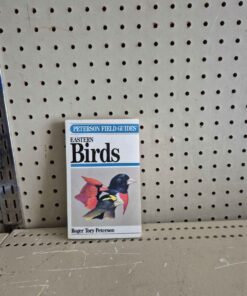 PETERSON FIELD GUIDES
EASTERN
Birds
Roger Tory Peterson